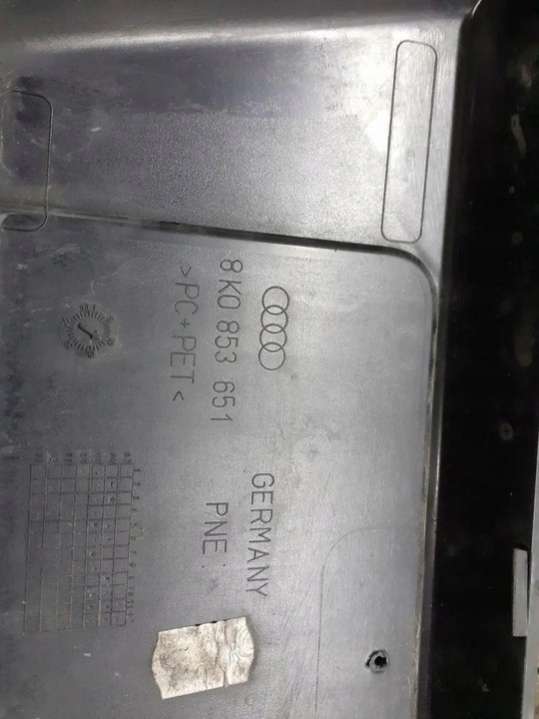 8K0 853 651
>PC+PET<
GERMANY
PNE